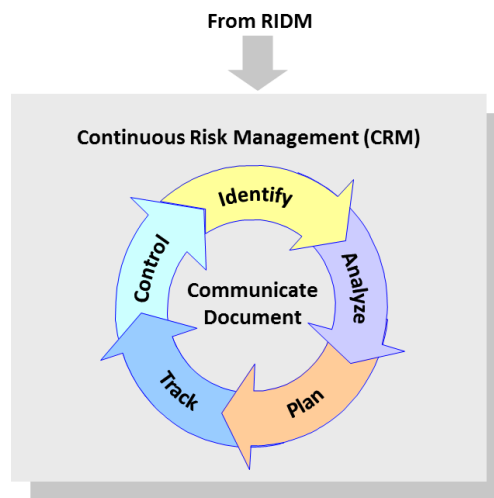 From RIDM
Continuous Risk Management (CRM)
Identify
Analyze
Plan
Track
Control
Communicate
Document